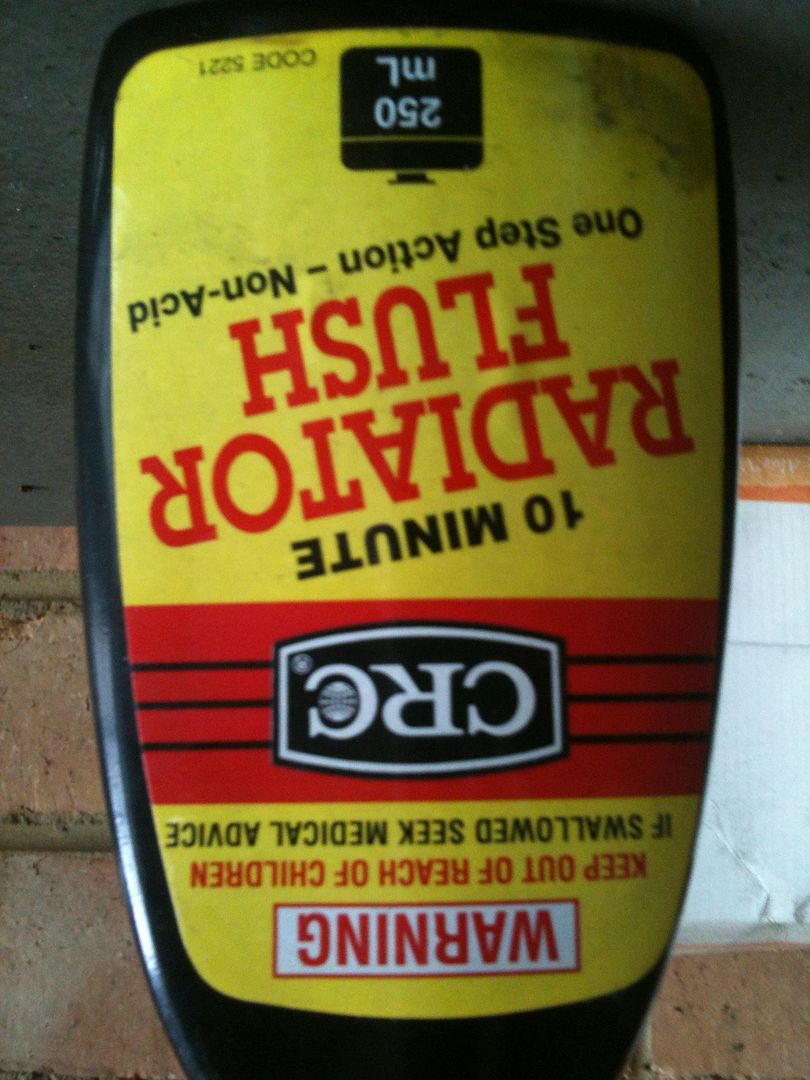 WARNING
KEEP OUT OF REACH OF CHILDREN
IF SWALLOWED SEEK MEDICAL ADVICE
CRC®
10 MINUTE
RADIATOR
FLUSH
One Step Action - Non-Acid
250
mL
CODE 5221